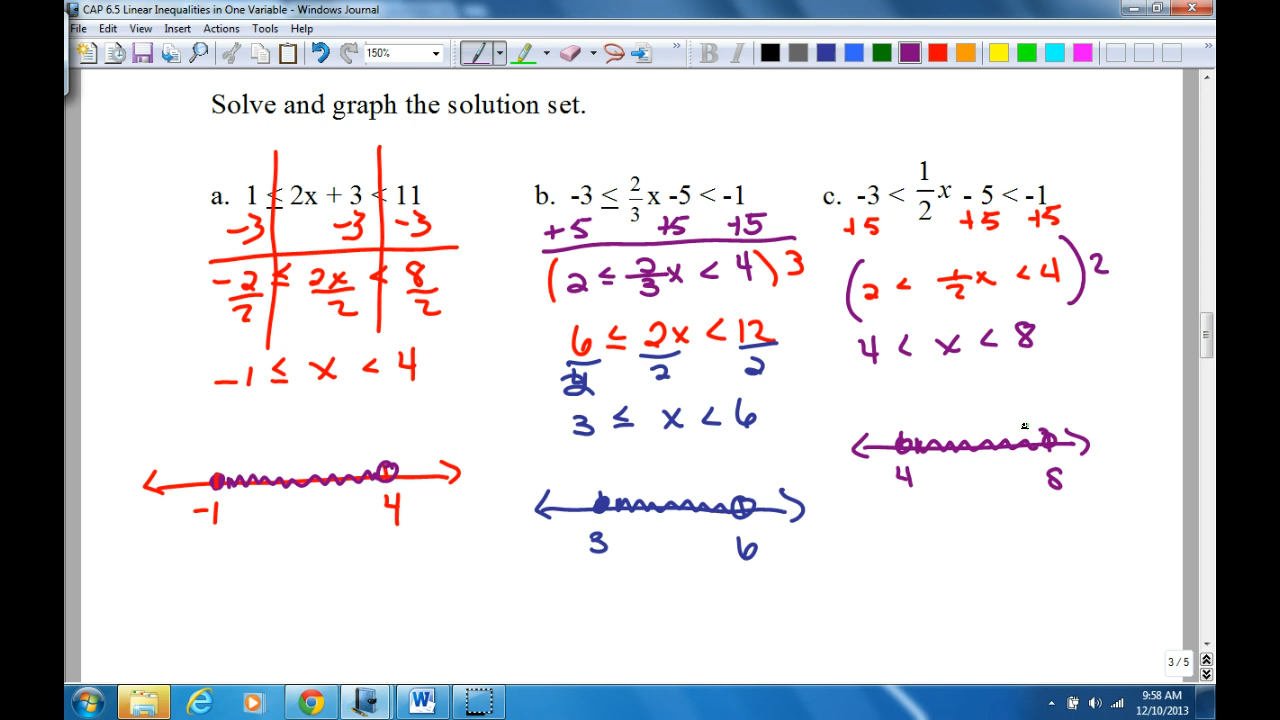 CAP 6.5 Linear Inequalities in One Variable - Windows Journal
File Edit View Insert Actions Tools Help
150%
B I
Solve and graph the solution set.
a. 1 ≤ 2x + 3 < 11
-3 -3 -3
-2/2 ≤ 2x/2 < 8/2
-1 ≤ x < 4
-1 4
b. -3 ≤ 2/3 x -5 < -1
+5 +5 +5
(2 ≤ 2/3 x < 4) 3
6 ≤ 2x < 12
2 2
3 ≤ x < 6
3 6
c. -3 < 1/2 x - 5 < -1
+5 +5 +5
(2 < 1/2 x < 4) 2
4 < x < 8
4 8
3 / 5
9:58 AM
12/10/2013